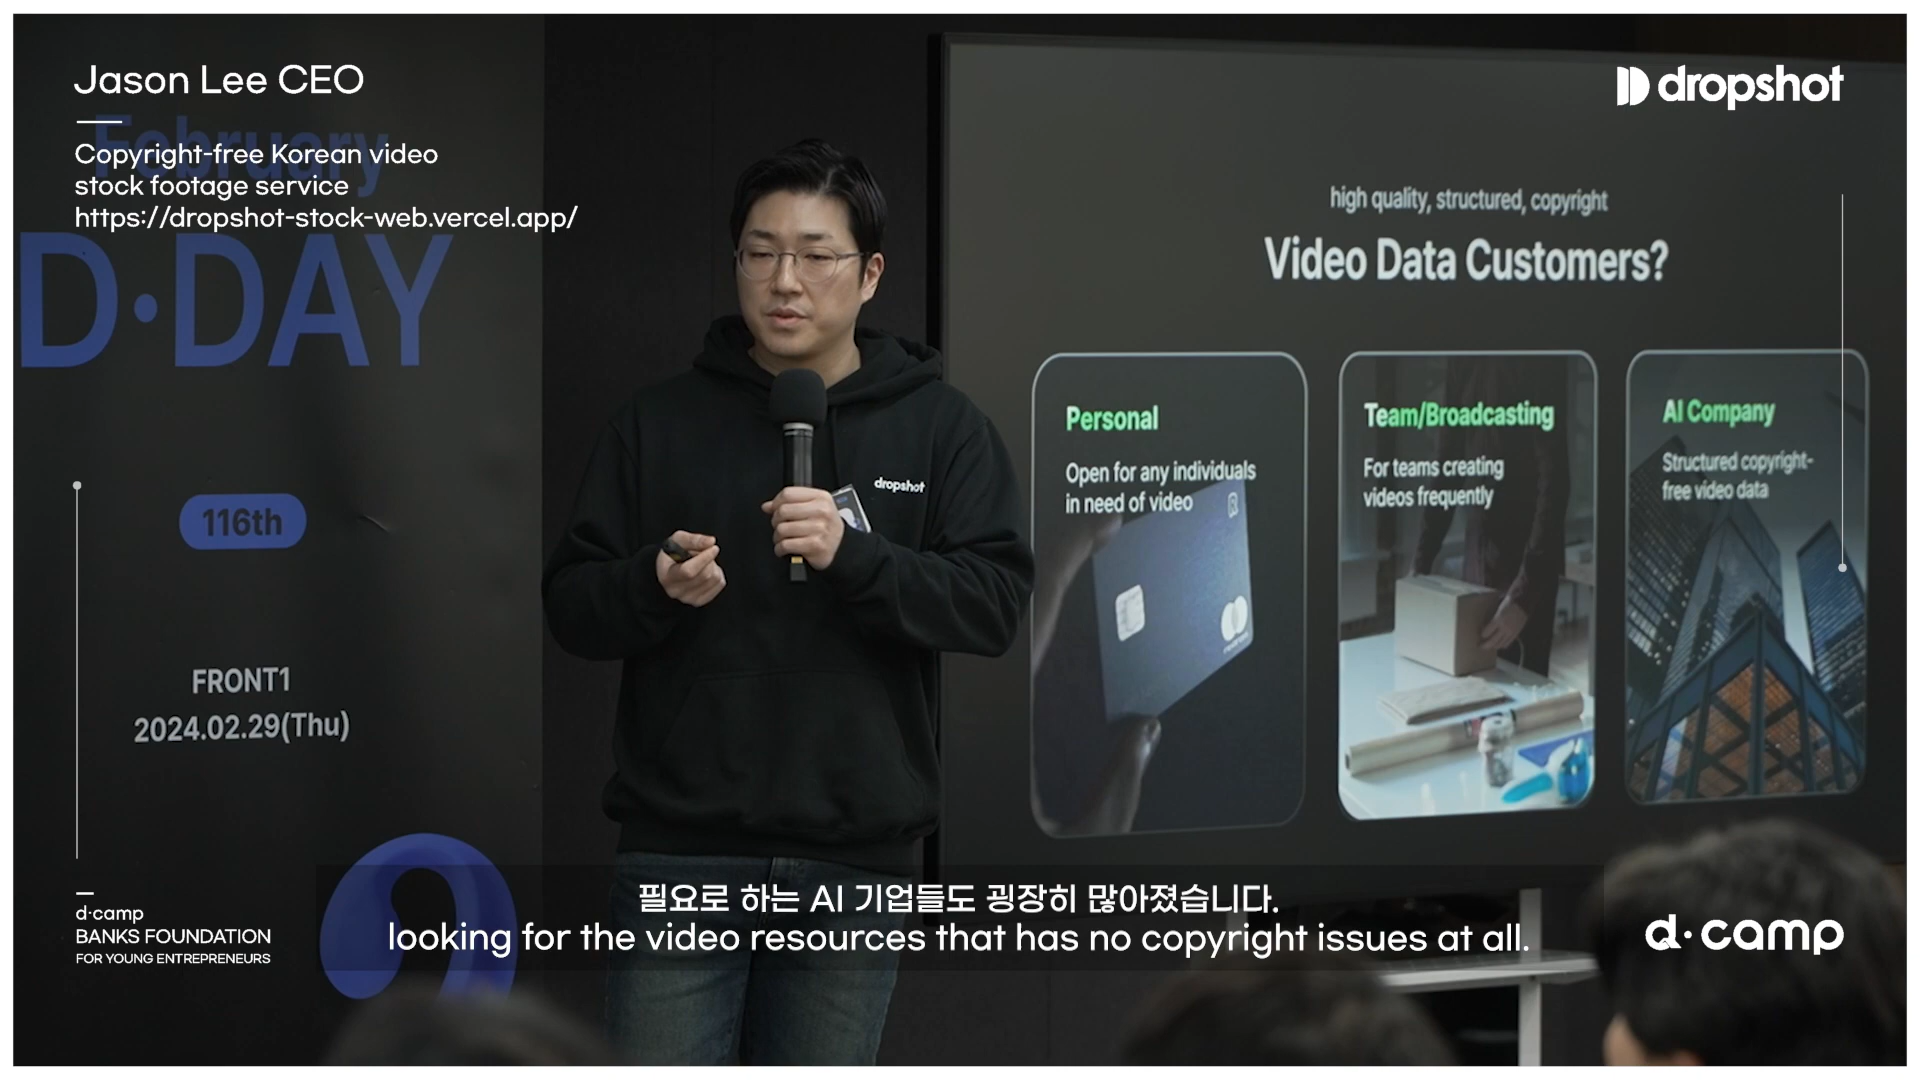 Jason Lee CEO
dropshot
February
Copyright-free Korean video
stock footage service
https://dropshot-stock-web.vercel.app/
D·DAY
116th
FRONT1
2024.02.29(Thu)
dropshot
high quality, structured, copyright
Video Data Customers?
Personal
Open for any individuals
in need of video
Team/Broadcasting
For teams creating
videos frequently
AI Company
Structured copyright-
free video data
필요로 하는 AI 기업들도 굉장히 많아졌습니다.
looking for the video resources that has no copyright issues at all.
d·camp
BANKS FOUNDATION
FOR YOUNG ENTREPRENEURS
d·camp